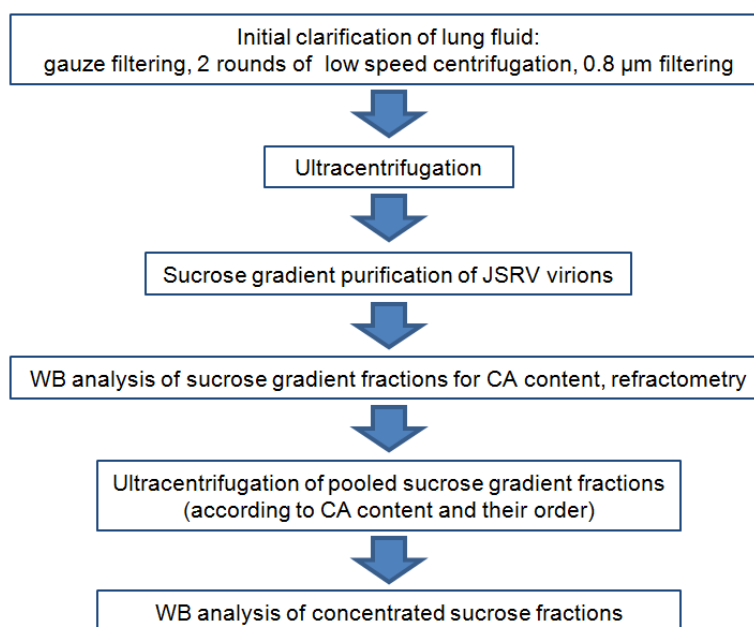 Initial clarification of lung fluid:
gauze filtering, 2 rounds of low speed centrifugation, 0.8 µm filtering
Ultracentrifugation
Sucrose gradient purification of JSRV virions
WB analysis of sucrose gradient fractions for CA content, refractometry
Ultracentrifugation of pooled sucrose gradient fractions
(according to CA content and their order)
WB analysis of concentrated sucrose fractions